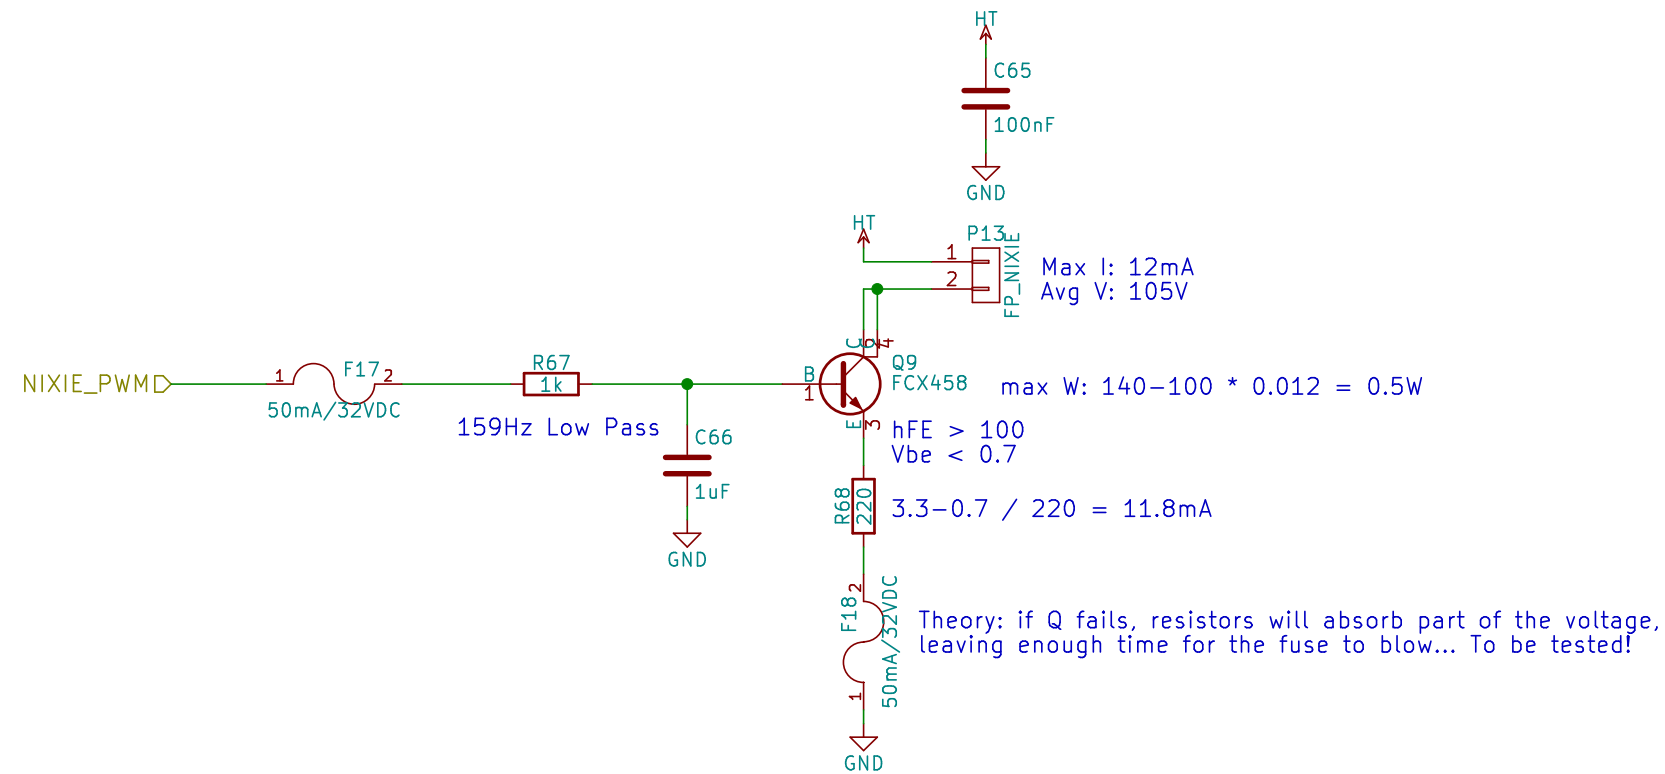 HT
C65
100nF
GND
HT
P13
1
2
FP_NIXIE
Max I: 12mA
Avg V: 105V
NIXIE_PWM
1
F17
2
50mA/32VDC
R67
1k
159Hz Low Pass
C66
1uF
GND
C
4
B
1
Q9
FCX458
max W: 140-100 * 0.012 = 0.5W
E
3
hFE > 100
Vbe < 0.7
R68
220
3.3-0.7 / 220 = 11.8mA
2
F18
50mA/32VDC
1
Theory: if Q fails, resistors will absorb part of the voltage,
leaving enough time for the fuse to blow... To be tested!
GND